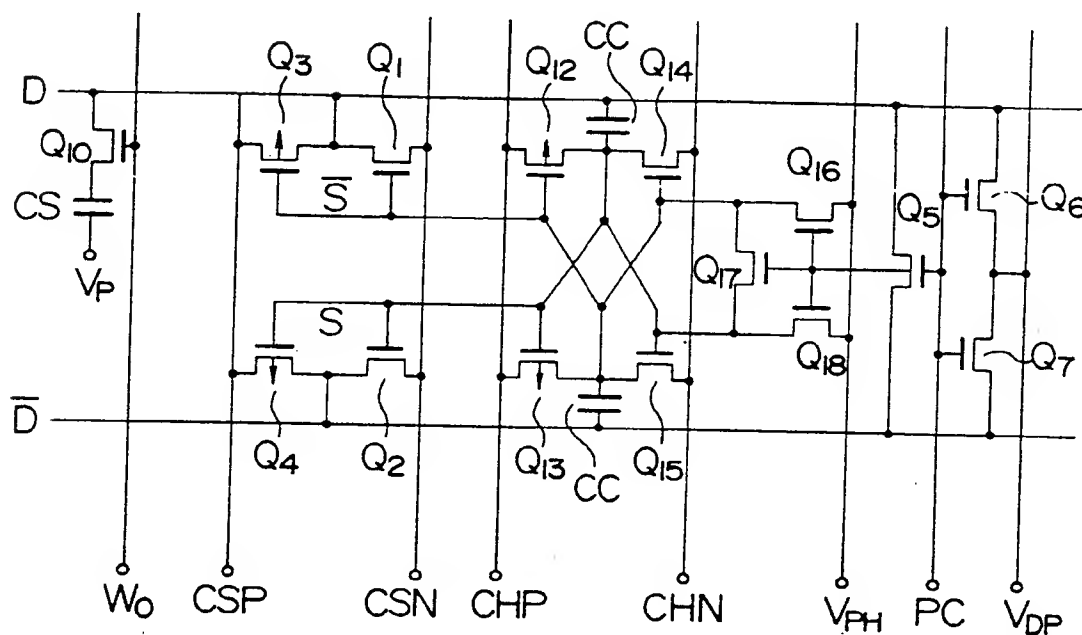 CC
Q3 Q1 Q12 Q14
D
Q10 S̅ Q16
CS Q5 Q6
VP Q17
S
Q18 Q7
D̅
Q4 Q2 Q13 CC Q15
W0 CSP CSN CHP CHN VPH PC VDP